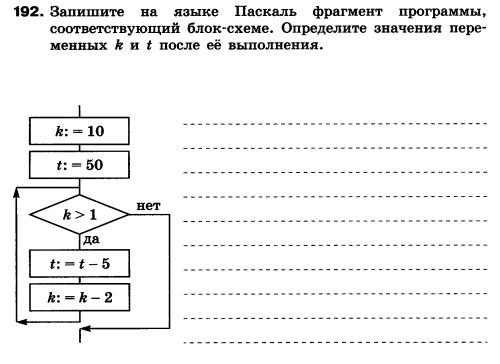 192. Запишите на языке Паскаль фрагмент программы,
соответствующий блок-схеме. Определите значения пере-
менных k и t после её выполнения.
k: = 10
t: = 50
k > 1
нет
да
t: = t – 5
k: = k – 2